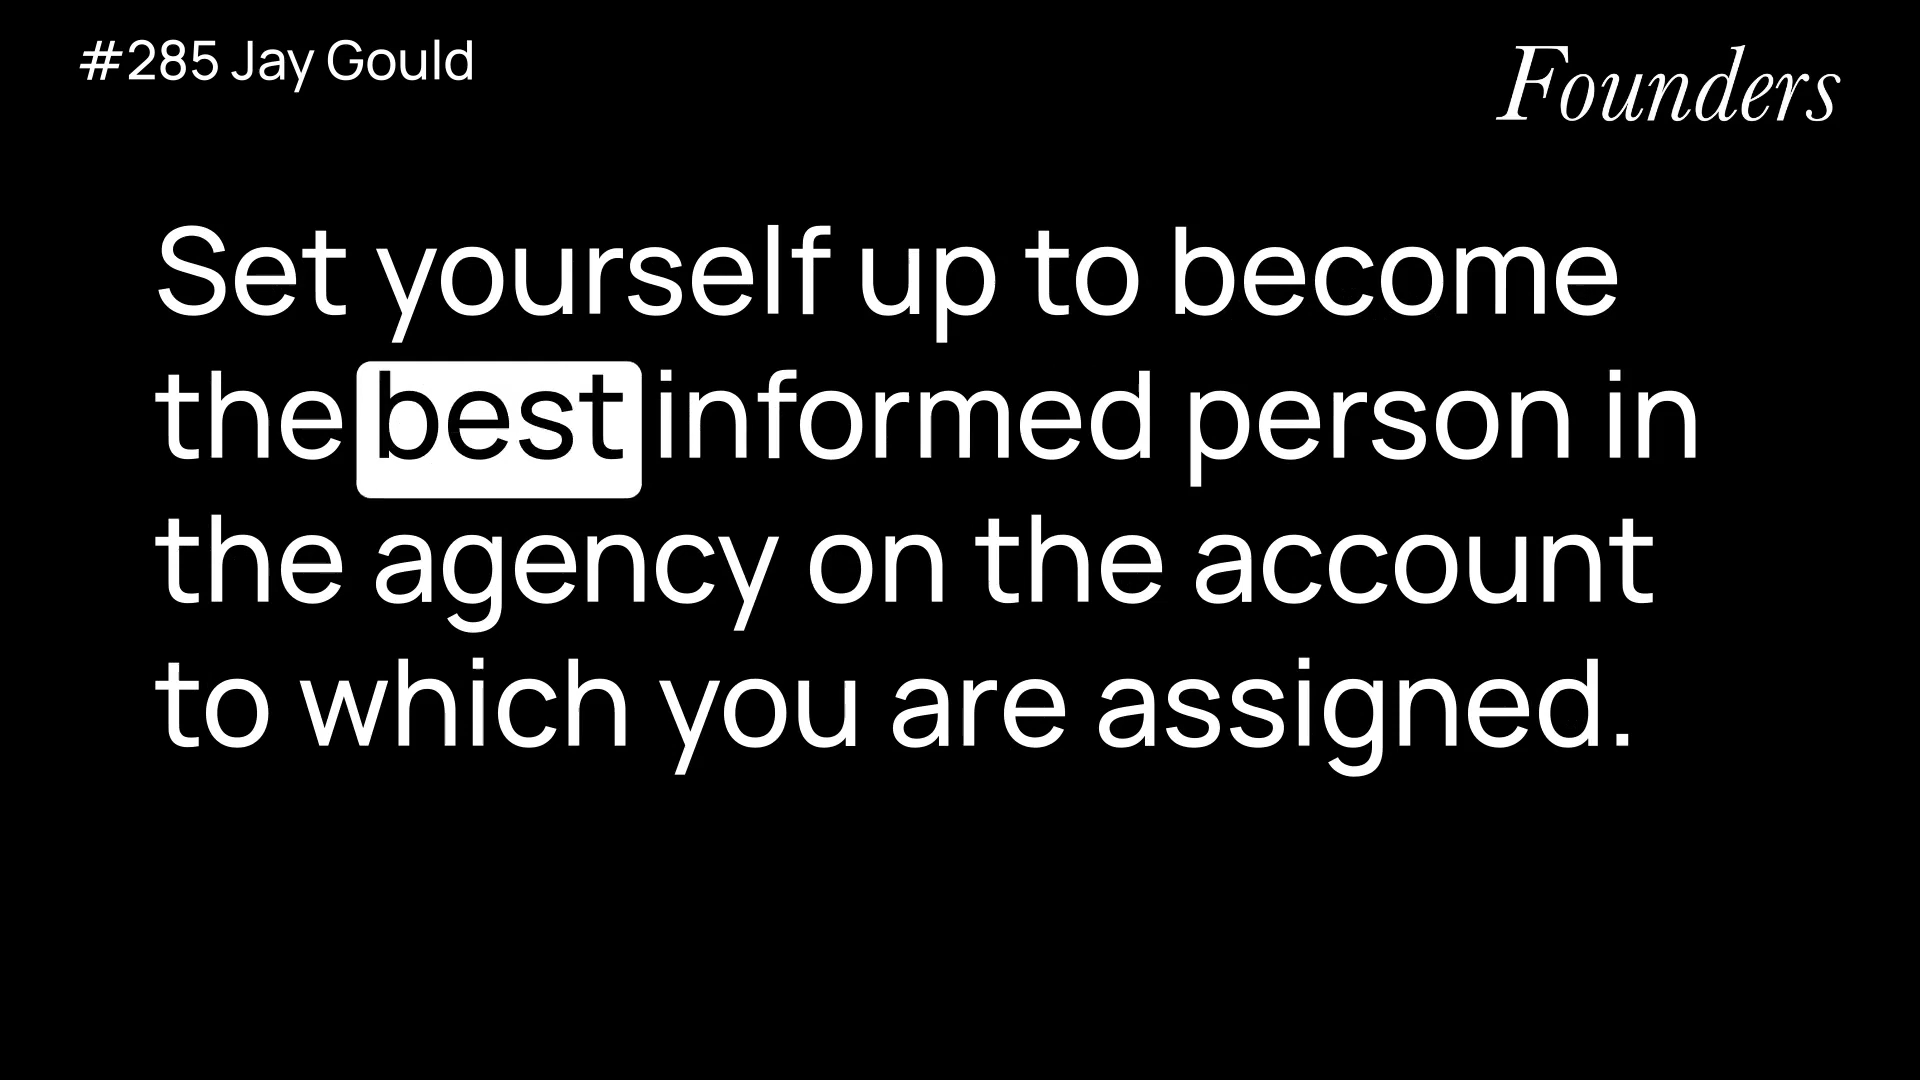 #285 Jay Gould
Founders
Set yourself up to become
the best informed person in
the agency on the account
to which you are assigned.